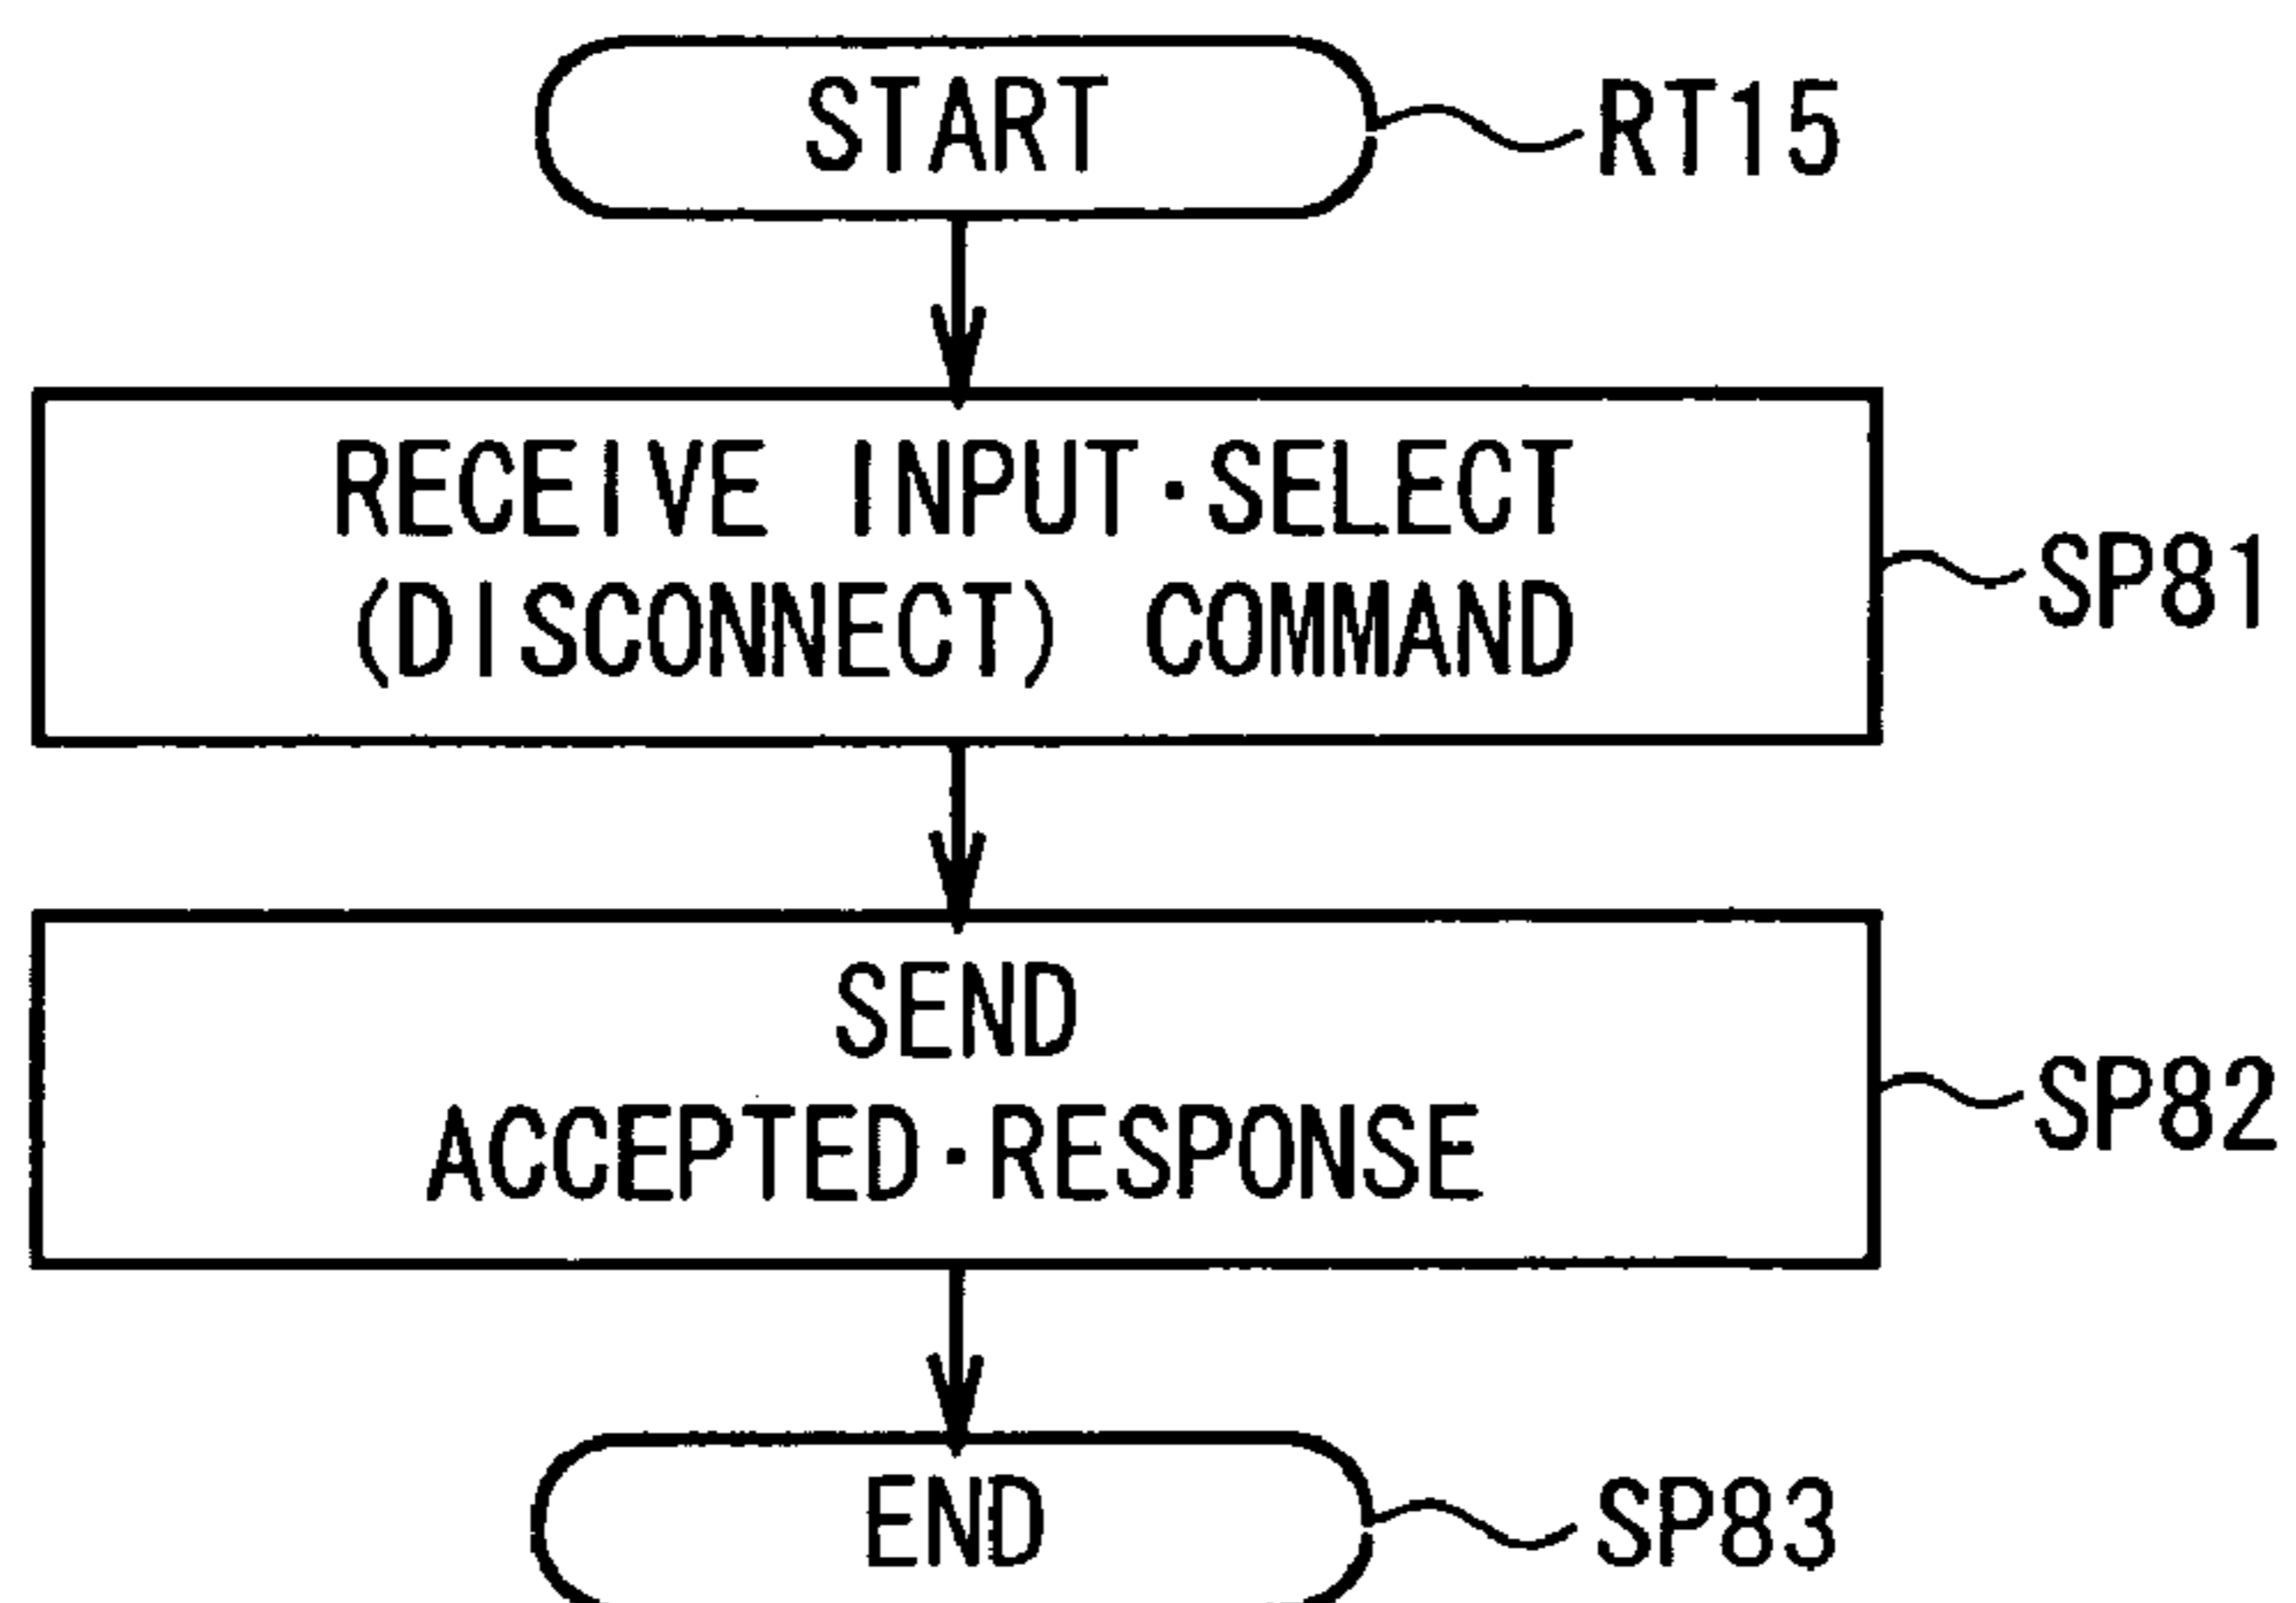 START
RT15
RECEIVE INPUT・SELECT
(DISCONNECT) COMMAND
SP81
SEND
ACCEPTED・RESPONSE
SP82
END
SP83